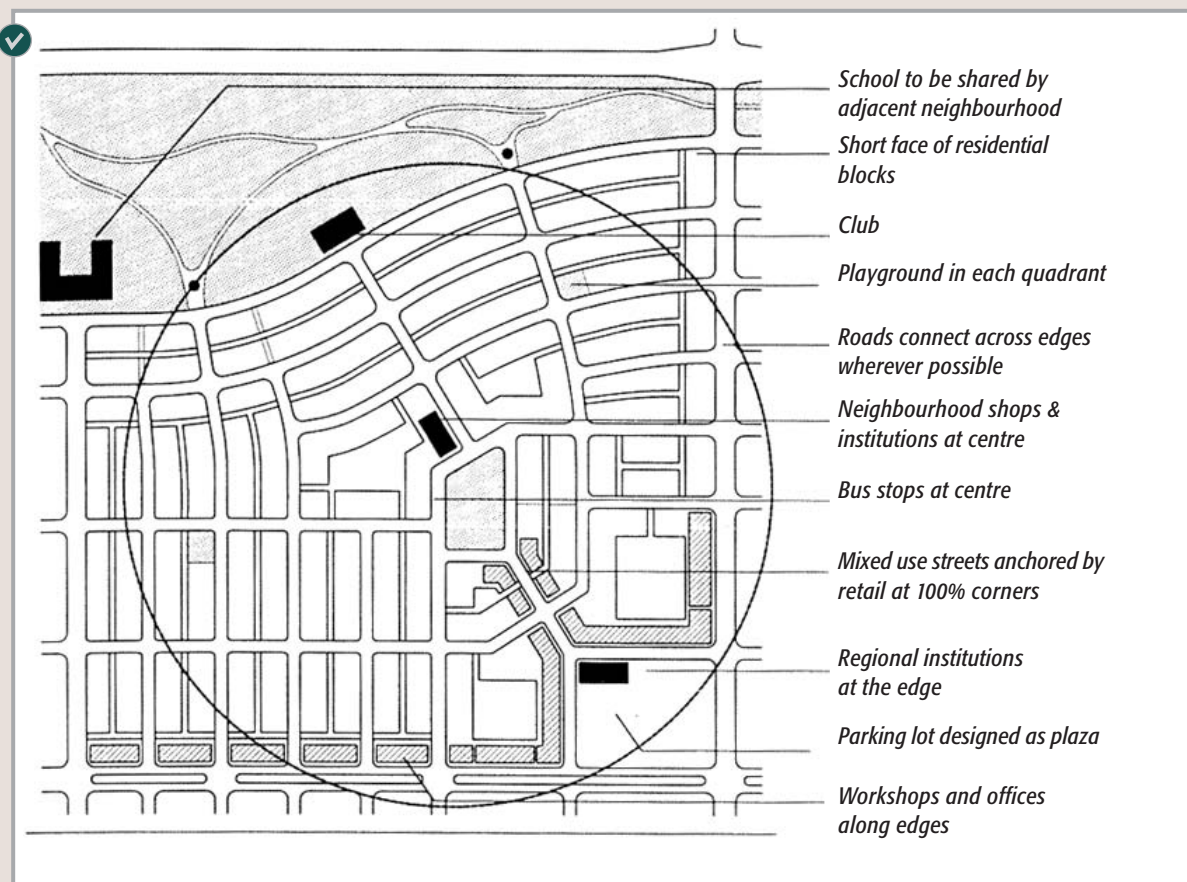 School to be shared by
adjacent neighbourhood
Short face of residential
blocks
Club
Playground in each quadrant
Roads connect across edges
wherever possible
Neighbourhood shops &
institutions at centre
Bus stops at centre
Mixed use streets anchored by
retail at 100% corners
Regional institutions
at the edge
Parking lot designed as plaza
Workshops and offices
along edges